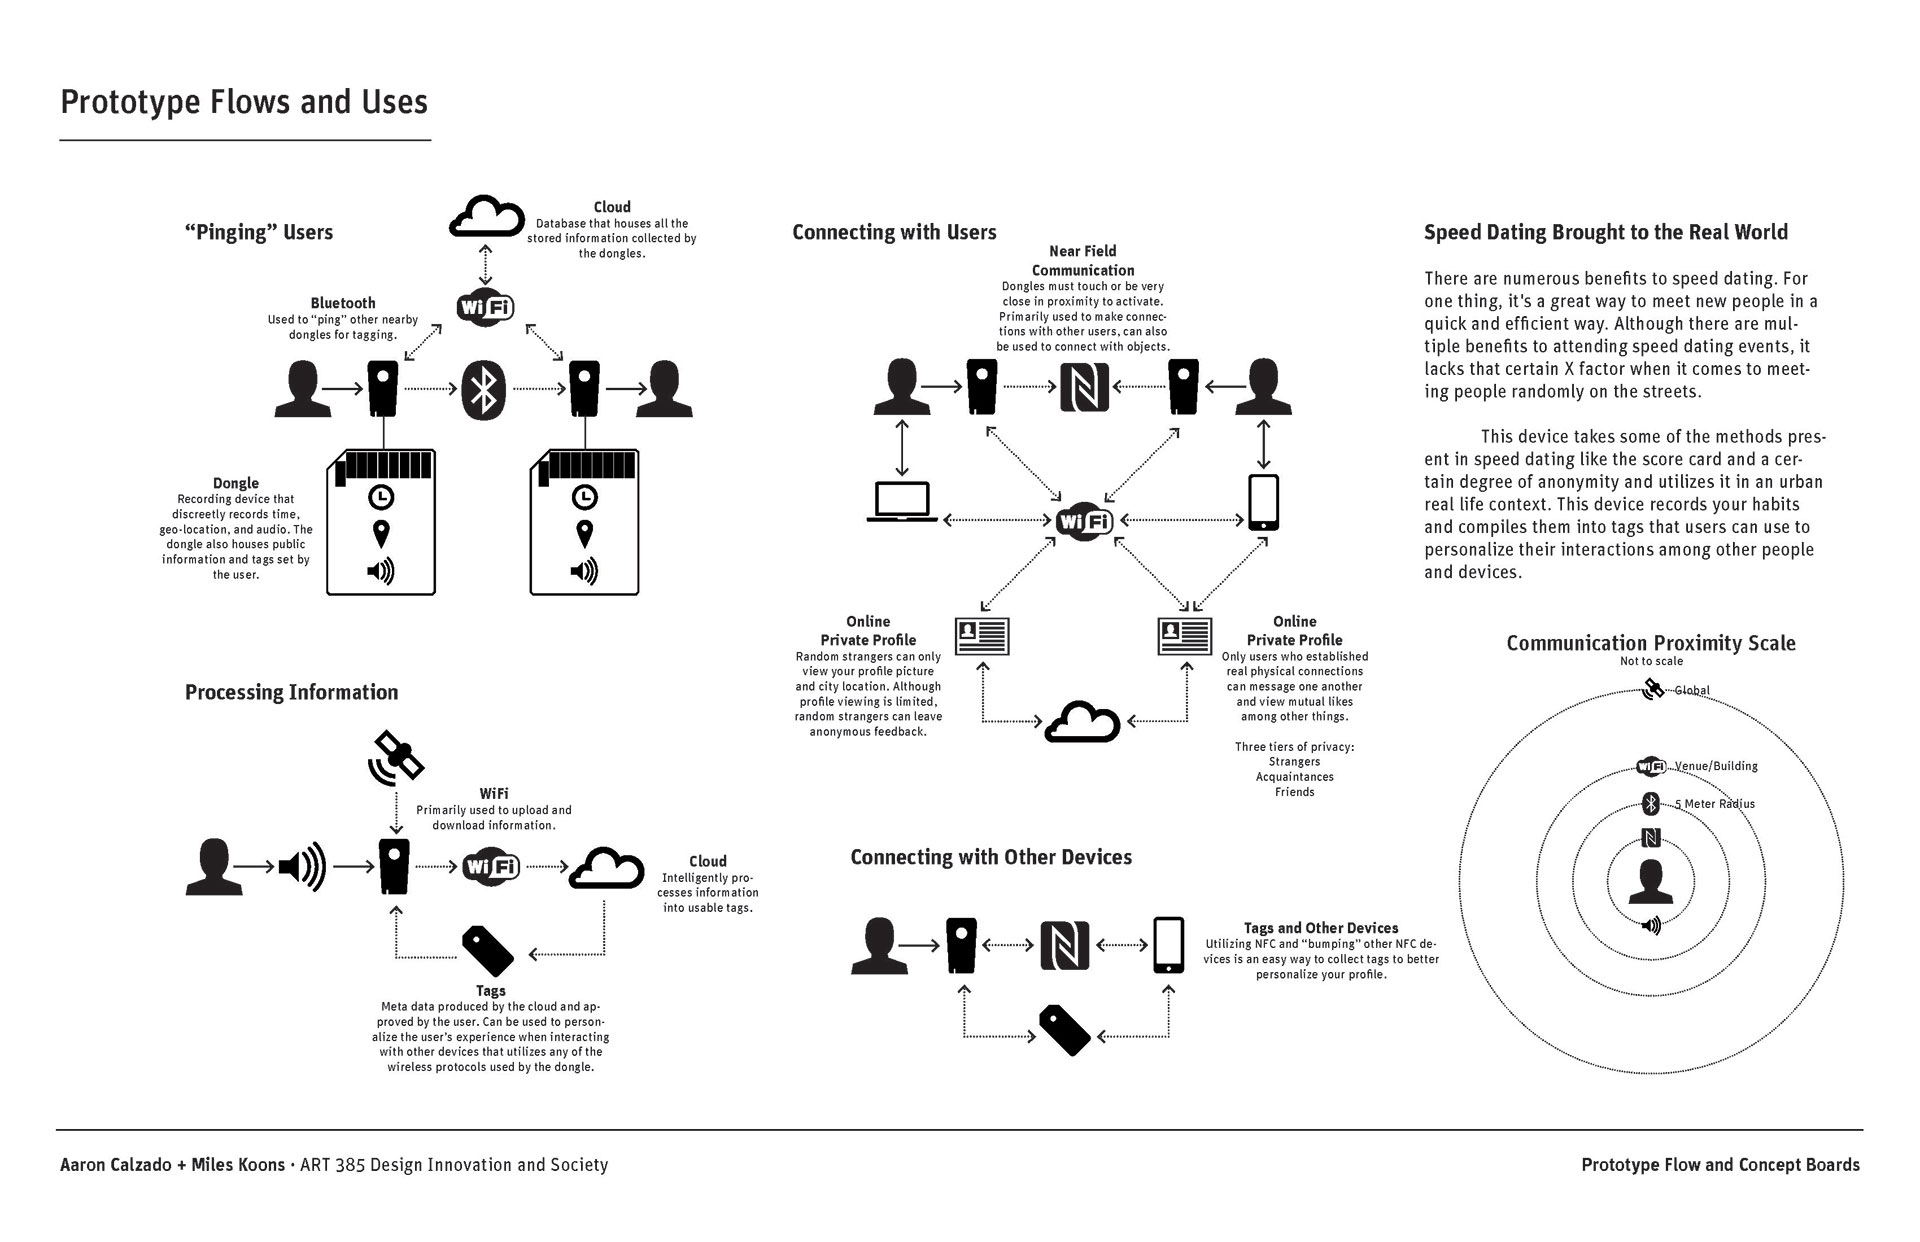 Prototype Flows and Uses
“Pinging” Users
Cloud
Database that houses all the
stored information collected by
the dongles.
WiFi
Bluetooth
Used to “ping” other nearby
dongles for tagging.
Dongle
Recording device that
discreetly records time,
geo-location, and audio. The
dongle also houses public
information and tags set by
the user.
Processing Information
WiFi
Primarily used to upload and
download information.
WiFi
Cloud
Intelligently pro-
cesses information
into usable tags.
Tags
Meta data produced by the cloud and ap-
proved by the user. Can be used to person-
alize the user's experience when interacting
with other devices that utilizes any of the
wireless protocols used by the dongle.
Connecting with Users
Near Field
Communication
Dongles must touch or be very
close in proximity to activate.
Primarily used to make connec-
tions with other users, can also
be used to connect with objects.
WiFi
Online
Private Profile
Random strangers can only
view your profile picture
and city location. Although
profile viewing is limited,
random strangers can leave
anonymous feedback.
Online
Private Profile
Only users who established
real physical connections
can message one another
and view mutual likes
among other things.
Three tiers of privacy:
Strangers
Acquaintances
Friends
Connecting with Other Devices
Tags and Other Devices
Utilizing NFC and “bumping” other NFC de-
vices is an easy way to collect tags to better
personalize your profile.
Speed Dating Brought to the Real World
There are numerous benefits to speed dating. For
one thing, it's a great way to meet new people in a
quick and efficient way. Although there are mul-
tiple benefits to attending speed dating events, it
lacks that certain X factor when it comes to meet-
ing people randomly on the streets.
This device takes some of the methods pres-
ent in speed dating like the score card and a cer-
tain degree of anonymity and utilizes it in an urban
real life context. This device records your habits
and compiles them into tags that users can use to
personalize their interactions among other people
and devices.
Communication Proximity Scale
Not to scale
Global
WiFi Venue/Building
5 Meter Radius
Aaron Calzado + Miles Koons · ART 385 Design Innovation and Society
Prototype Flow and Concept Boards